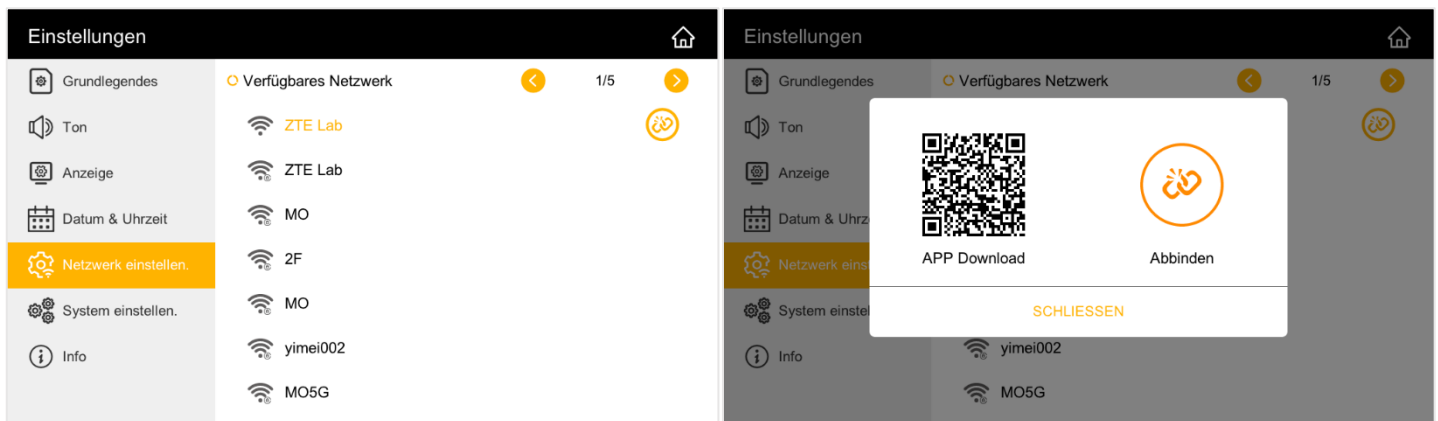 Einstellungen
Grundlegendes
Ton
Anzeige
Datum & Uhrzeit
Netzwerk einstellen.
System einstellen.
Info
Verfügbares Netzwerk
1/5
ZTE Lab
ZTE Lab
MO
2F
MO
yimei002
MO5G
Einstellungen
Grundlegendes
Ton
Anzeige
Datum & Uhrz
Netzwerk einst
System einstel
Info
Verfügbares Netzwerk
1/5
APP Download
Abbinden
SCHLIESSEN
yimei002
MO5G